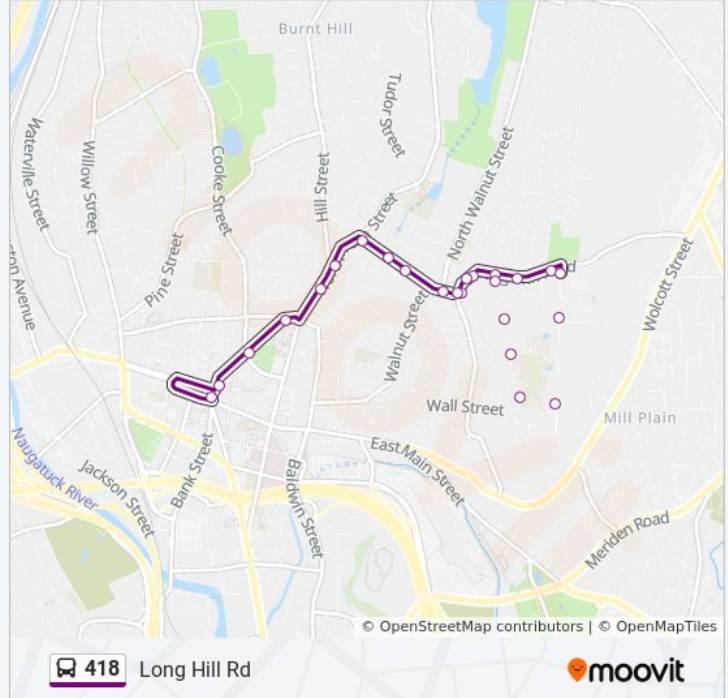 Burnt Hill
Tudor Street
Waterville Street
Willow Street
Cooke Street
Hill Street
Street
North Walnut Street
Pine Street
Wolcott Street
Walnut Street
Wall Street
Mill Plain
East Main Street
Bank Street
Naugatuck River
Jackson Street
Baldwin Street
Meriden Road
© OpenStreetMap contributors | © OpenMapTiles
418 Long Hill Rd
moovit